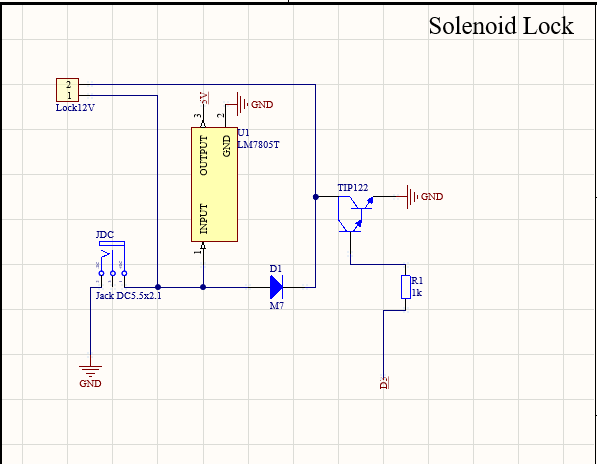 Solenoid Lock
2
1
Lock12V
5V
3
2
GND
U1
LM7805T
OUTPUT
GND
INPUT
1
TIP122
GND
JDC
Jack DC5.5x2.1
D1
M7
R1
1k
GND